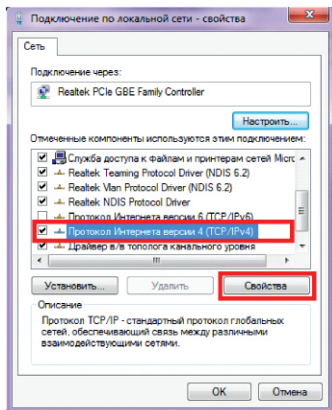 Подключение по локальной сети - свойства
Сеть
Подключение через:
Realtek PCIe GBE Family Controller
Настроить...
Отмеченные компоненты используются этим подключением:
Служба доступа к файлам и принтерам сетей Micro
Realtek Teaming Protocol Driver (NDIS 6.2)
Realtek Vlan Protocol Driver (NDIS 6.2)
Realtek NDIS Protocol Driver
Протокол Интернета версии 6 (TCP/IPv6)
Протокол Интернета версии 4 (TCP/IPv4)
Драйвер в/в тополога канального уровня
Установить...
Удалить
Свойства
Описание
Протокол TCP/IP - стандартный протокол глобальных
сетей, обеспечивающий связь между различными
взаимодействующими сетями.
OK
Отмена